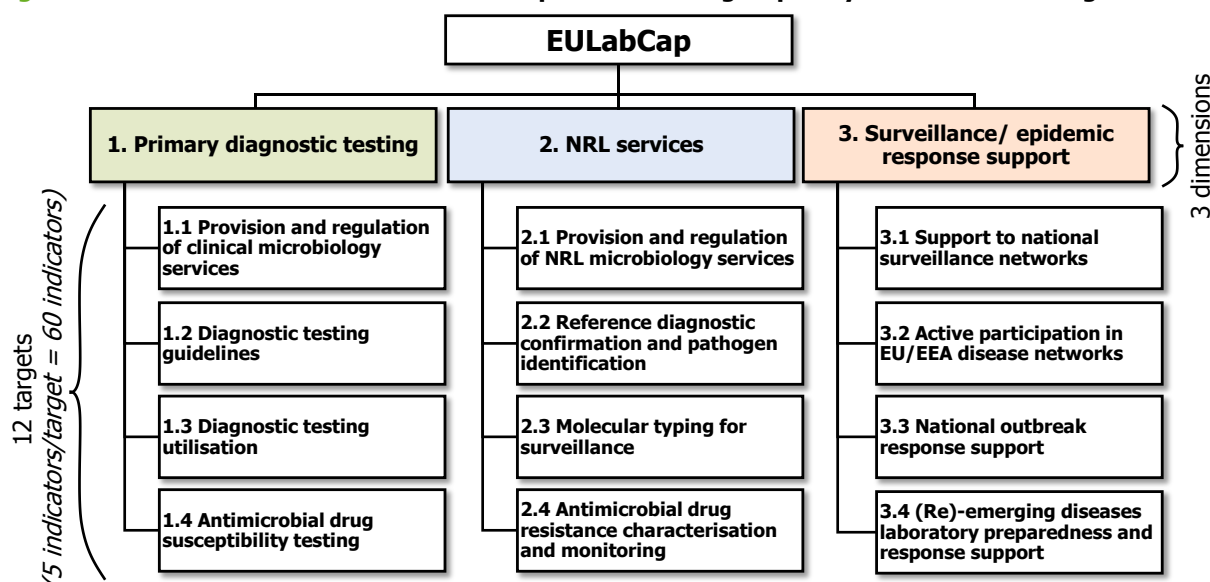 EULabCap
1. Primary diagnostic testing
2. NRL services
3. Surveillance/ epidemic
response support
3 dimensions
12 targets
(5 indicators/target = 60 indicators)
1.1 Provision and regulation
of clinical microbiology
services
1.2 Diagnostic testing
guidelines
1.3 Diagnostic testing
utilisation
1.4 Antimicrobial drug
susceptibility testing
2.1 Provision and regulation
of NRL microbiology services
2.2 Reference diagnostic
confirmation and pathogen
identification
2.3 Molecular typing for
surveillance
2.4 Antimicrobial drug
resistance characterisation
and monitoring
3.1 Support to national
surveillance networks
3.2 Active participation in
EU/EEA disease networks
3.3 National outbreak
response support
3.4 (Re)-emerging diseases
laboratory preparedness and
response support